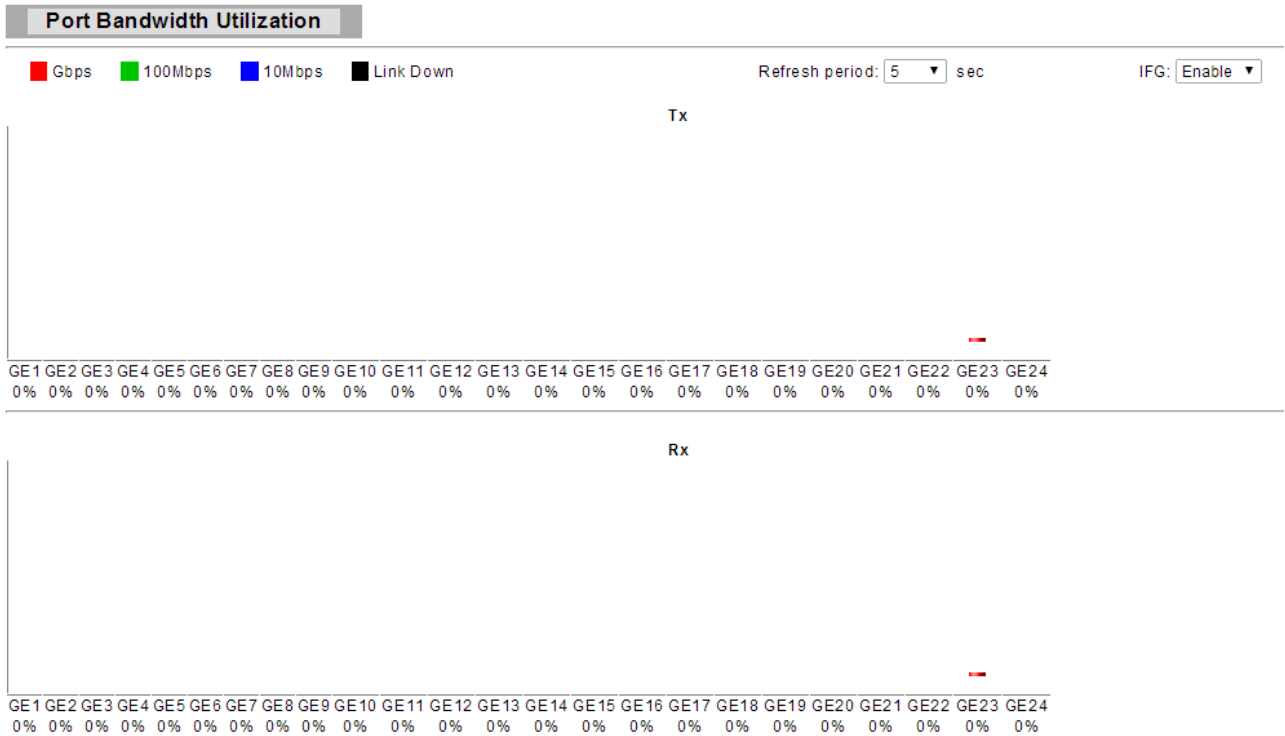 Port Bandwidth Utilization
Gbps 100Mbps 10Mbps Link Down Refresh period: 5 sec IFG: Enable
Tx
GE1 GE2 GE3 GE4 GE5 GE6 GE7 GE8 GE9 GE10 GE11 GE12 GE13 GE14 GE15 GE16 GE17 GE18 GE19 GE20 GE21 GE22 GE23 GE24
0% 0% 0% 0% 0% 0% 0% 0% 0% 0% 0% 0% 0% 0% 0% 0% 0% 0% 0% 0% 0% 0% 0% 0%
Rx
GE1 GE2 GE3 GE4 GE5 GE6 GE7 GE8 GE9 GE10 GE11 GE12 GE13 GE14 GE15 GE16 GE17 GE18 GE19 GE20 GE21 GE22 GE23 GE24
0% 0% 0% 0% 0% 0% 0% 0% 0% 0% 0% 0% 0% 0% 0% 0% 0% 0% 0% 0% 0% 0% 0% 0%